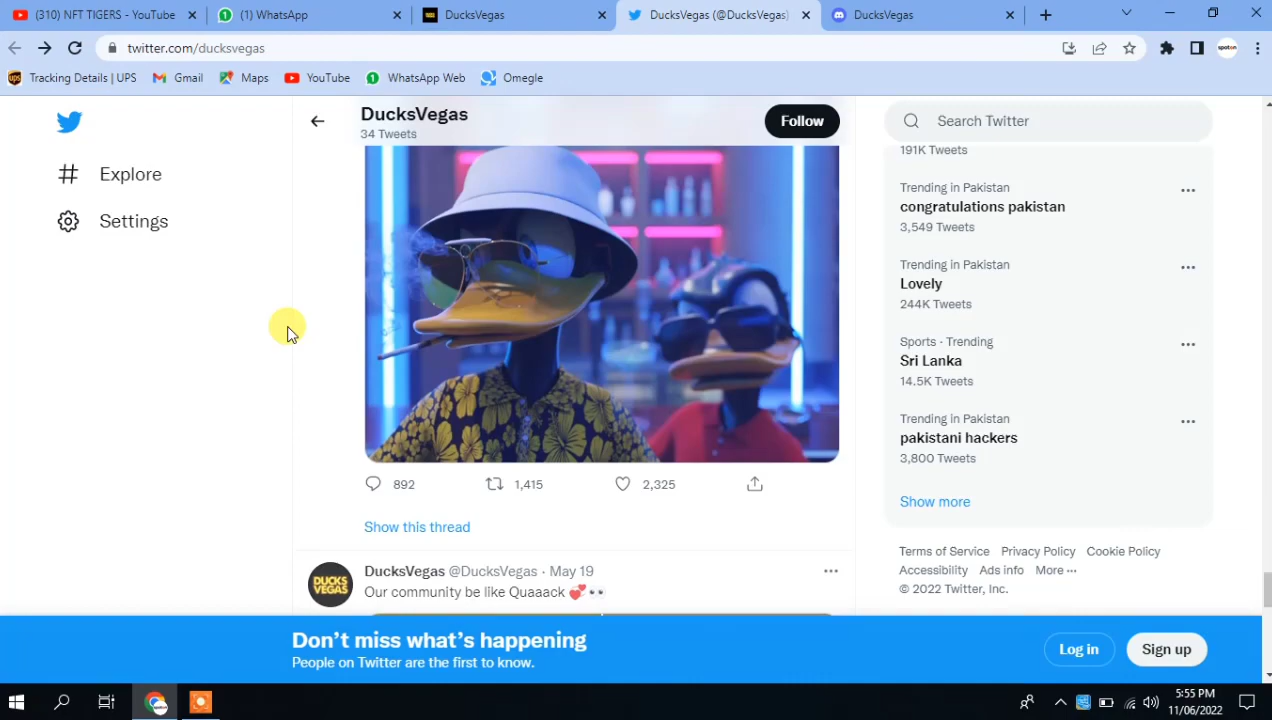 (310) NFT TIGERS - YouTube
(1) WhatsApp
DucksVegas
DucksVegas (@DucksVegas)
DucksVegas
twitter.com/ducksvegas
spoton
Tracking Details | UPS
Gmail
Maps
YouTube
WhatsApp Web
Omegle
DucksVegas
34 Tweets
Follow
Search Twitter
Explore
Settings
191K Tweets
Trending in Pakistan
congratulations pakistan
3,549 Tweets
Trending in Pakistan
Lovely
244K Tweets
Sports · Trending
Sri Lanka
14.5K Tweets
Trending in Pakistan
pakistani hackers
3,800 Tweets
Show more
892
1,415
2,325
Show this thread
DUCKS
VEGAS
DucksVegas @DucksVegas · May 19
Our community be like Quaaack 💞 👀
Terms of Service Privacy Policy Cookie Policy
Accessibility Ads info More ···
© 2022 Twitter, Inc.
Don't miss what's happening
People on Twitter are the first to know.
Log in
Sign up
5:55 PM
11/06/2022